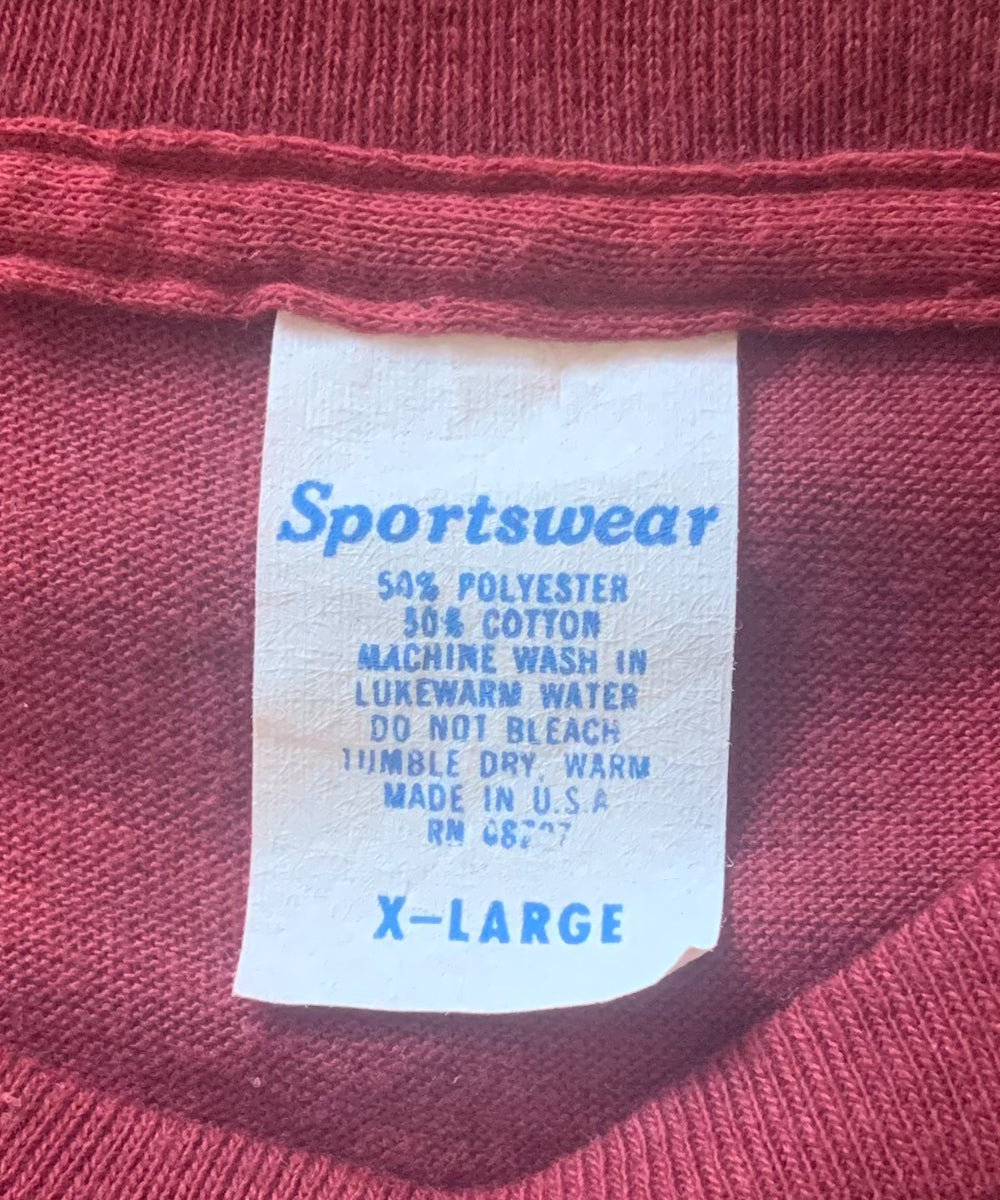 Sportswear
50% POLYESTER
50% COTTON
MACHINE WASH IN
LUKEWARM WATER
DO NOT BLEACH
TUMBLE DRY, WARM
MADE IN U.S.A
RN
X-LARGE